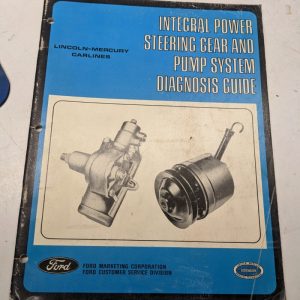 INTEGRAL POWER
STEERING GEAR AND
PUMP SYSTEM
DIAGNOSIS GUIDE
LINCOLN-MERCURY
CARLINES
Ford
FORD MARKETING CORPORATION
FORD CUSTOMER SERVICE DIVISION